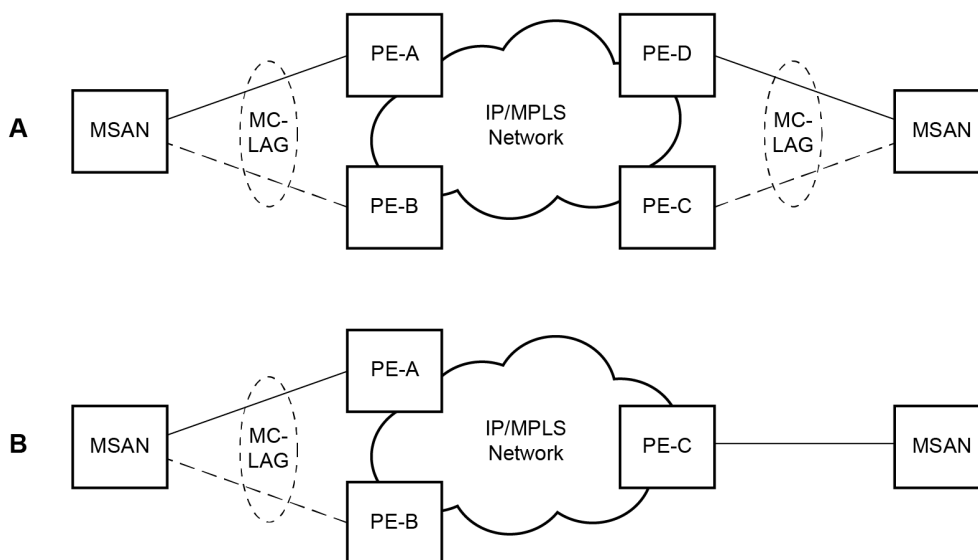 PE-A
PE-D
A
MSAN
MC-
LAG
IP/MPLS
Network
MC-
LAG
MSAN
PE-B
PE-C
PE-A
B
MSAN
MC-
LAG
IP/MPLS
Network
PE-C
MSAN
PE-B